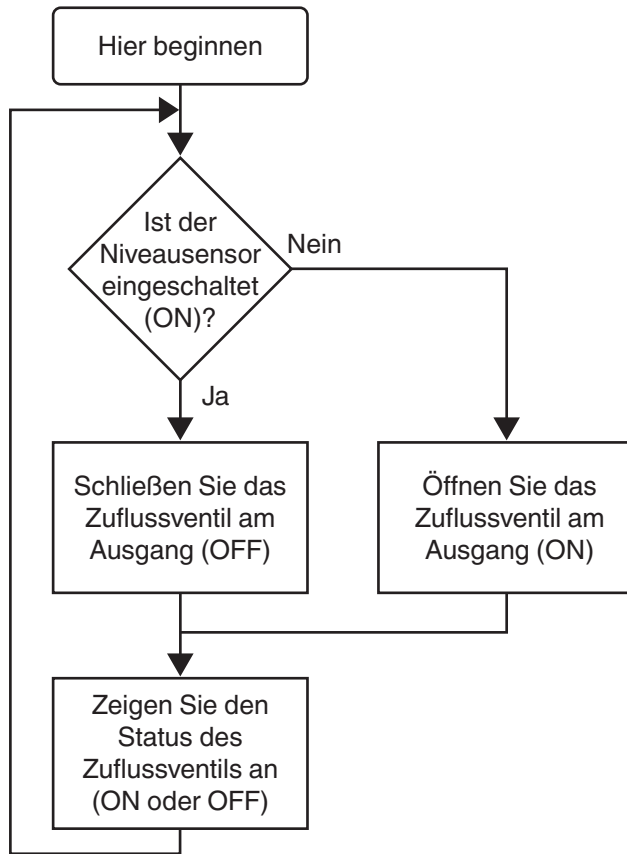 Hier beginnen
Ist der
Niveausensor
eingeschaltet
(ON)?
Nein
Ja
Schließen Sie das
Zuflussventil am
Ausgang (OFF)
Öffnen Sie das
Zuflussventil am
Ausgang (ON)
Zeigen Sie den
Status des
Zuflussventils an
(ON oder OFF)